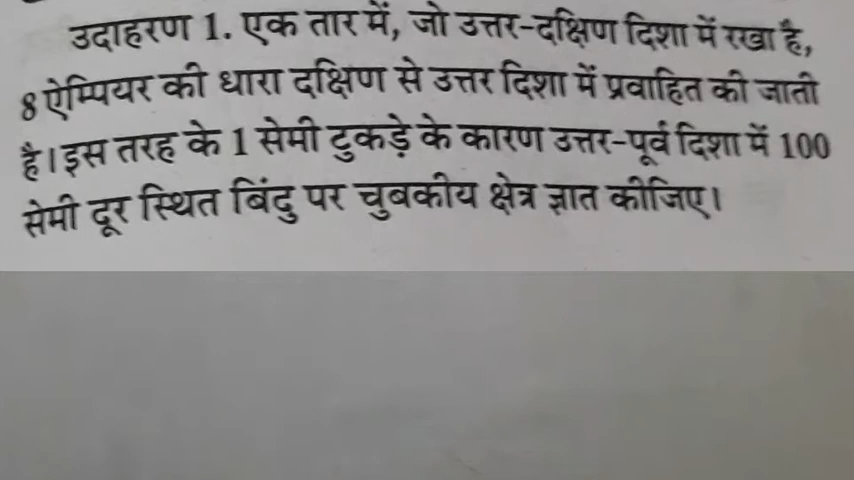 उदाहरण 1. एक तार में, जो उत्तर-दक्षिण दिशा में रखा है,
8 ऐम्पियर की धारा दक्षिण से उत्तर दिशा में प्रवाहित की जाती
है। इस तरह के 1 सेमी टुकड़े के कारण उत्तर-पूर्व दिशा में 100
सेमी दूर स्थित बिंदु पर चुबकीय क्षेत्र ज्ञात कीजिए।